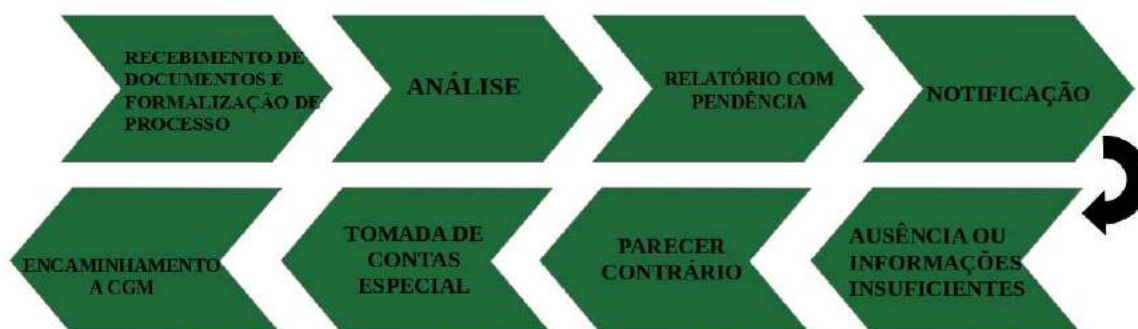 RECEBIMENTO DE
DOCUMENTOS E
FORMALIZAÇÃO DE
PROCESSO
ANÁLISE
RELATÓRIO COM
PENDÊNCIA
NOTIFICAÇÃO
AUSÊNCIA OU
INFORMAÇÕES
INSUFICIENTES
PARECER
CONTRÁRIO
TOMADA DE
CONTAS
ESPECIAL
ENCAMINHAMENTO
A CGM